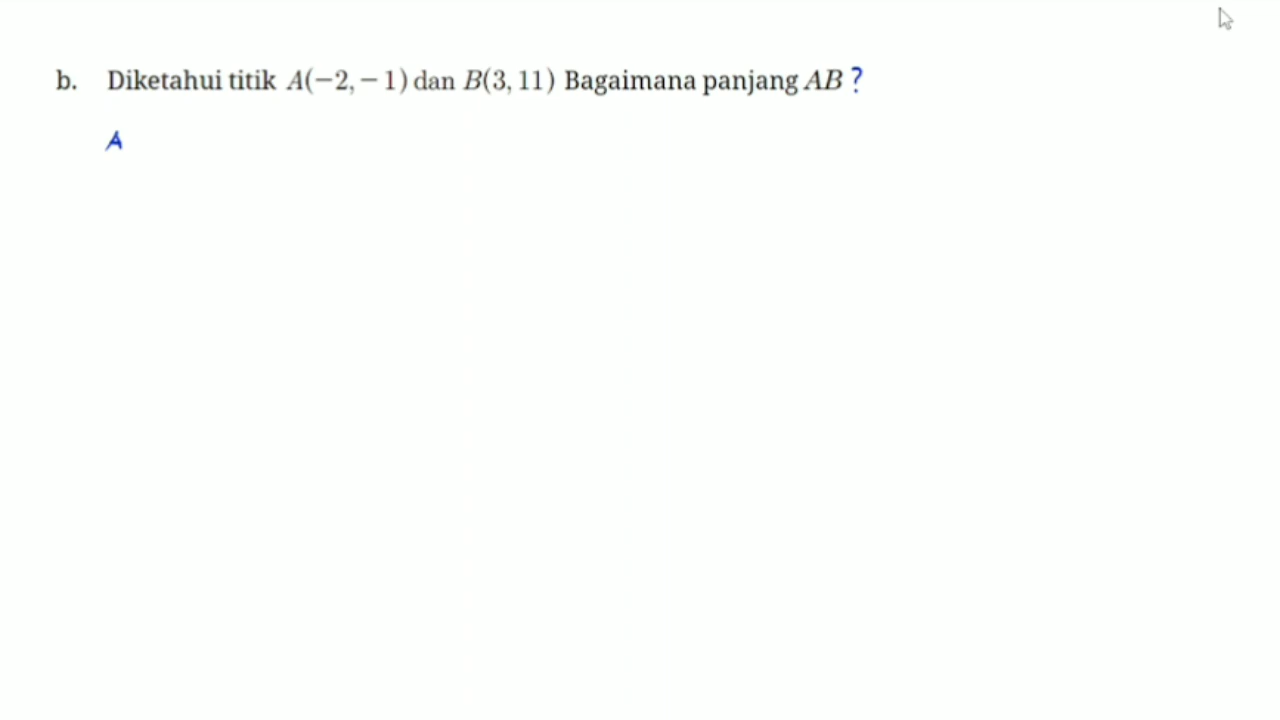 b. Diketahui titik A(−2, − 1) dan B(3, 11) Bagaimana panjang AB ?
A